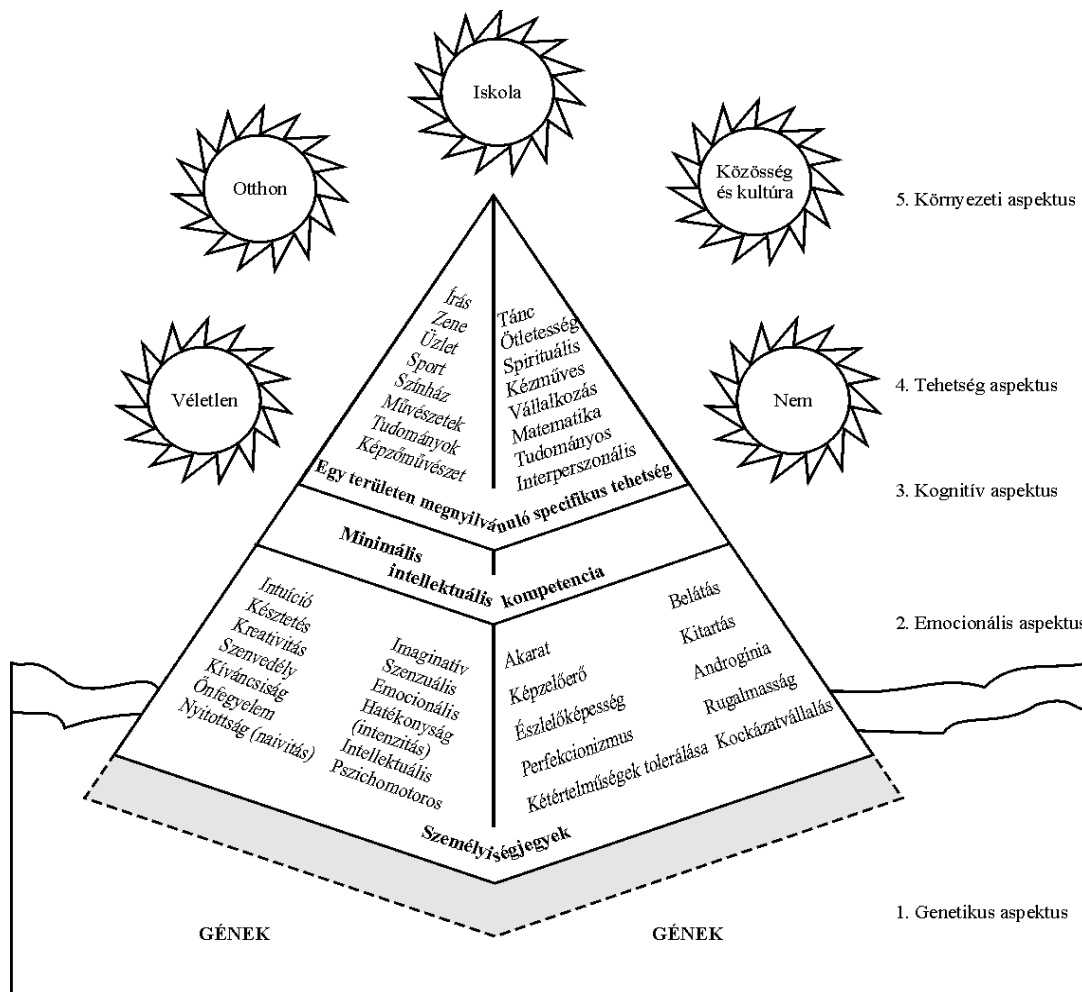 Iskola
Otthon
Közösség
és kultúra
5. Környezeti aspektus
Véletlen
Nem
4. Tehetség aspektus
Írás
Zene
Üzlet
Sport
Színház
Művészetek
Tudományok
Képzőművészet
Tánc
Ötletesség
Spirituális
Kézműves
Vállalkozás
Matematika
Tudományos
Interperszonális
Egy területen megnyilvánuló specifikus tehetség
3. Kognitív aspektus
Minimális
intellektuális kompetencia
2. Emocionális aspektus
Intuíció
Késztetés
Kreativitás
Szenvedély
Kíváncsiság
Önfegyelem
Nyitottság (naivitás)
Imaginatív
Szenzuális
Emocionális
Hatékonyság
(intenzitás)
Intellektuális
Pszichomotoros
Akarat
Képzelőerő
Észlelőképesség
Perfekcionizmus
Kétértelműségek tolerálása
Belátás
Kitartás
Androgínia
Rugalmasság
Kockázatvállalás
Személyiségjegyek
1. Genetikus aspektus
GÉNEK
GÉNEK